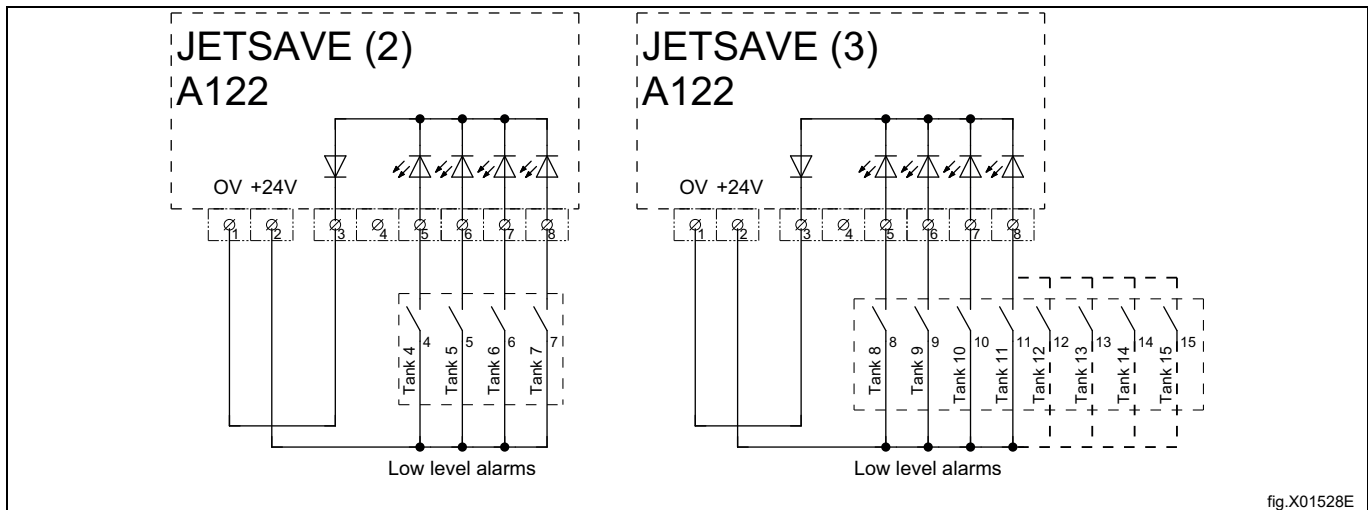 JETSAVE (2)
A122
OV +24V
1 2 3 4 5 6 7 8
Tank 4 4 Tank 5 5 Tank 6 6 Tank 7 7
Low level alarms
JETSAVE (3)
A122
OV +24V
1 2 3 4 5 6 7 8
Tank 8 8 Tank 9 9 Tank 10 10 Tank 11 11 Tank 12 12 Tank 13 13 Tank 14 14 Tank 15 15
Low level alarms
fig.X01528E